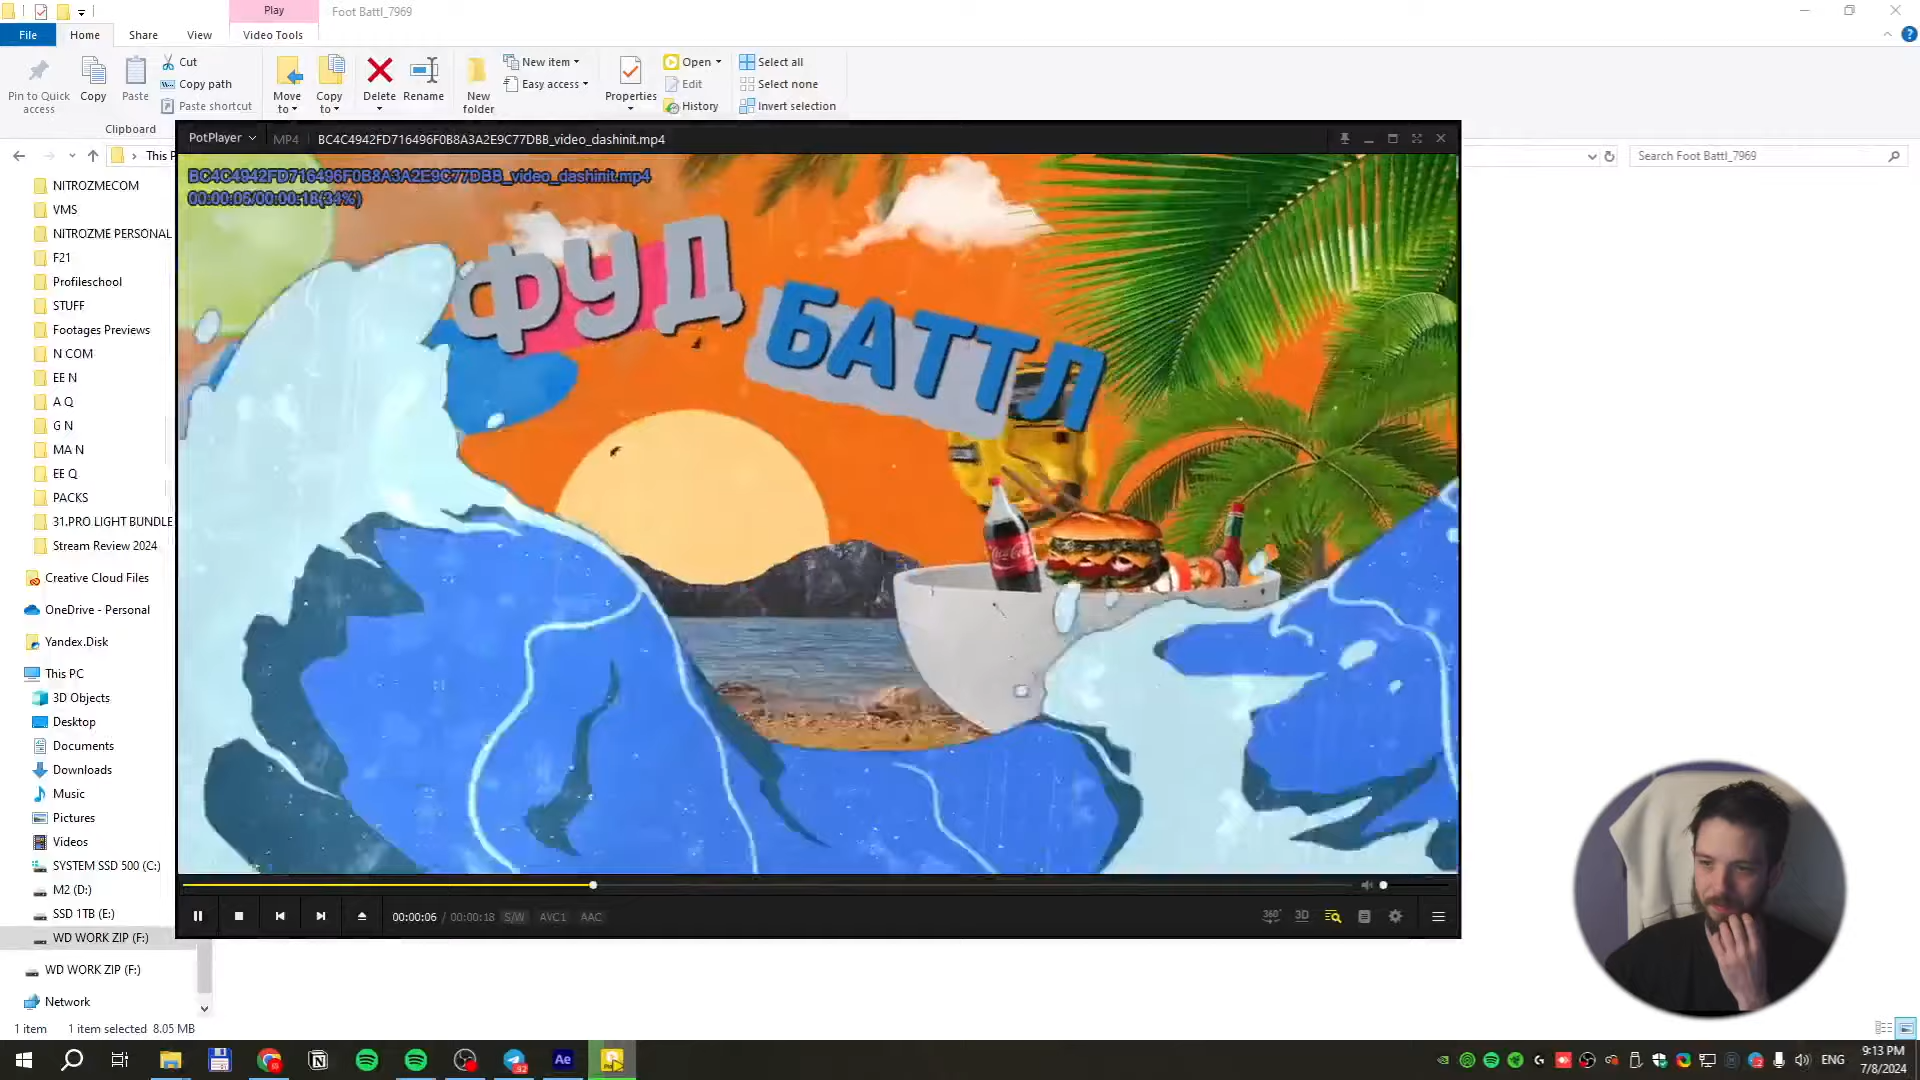 Play
Foot Battl_7969
File
Home
Share
View
Video Tools
Pin to Quick
access
Copy
Paste
Cut
Copy path
Paste shortcut
Clipboard
Move
to
Copy
to
Delete
Rename
New
folder
New item
Easy access
Properties
Open
Edit
History
Select all
Select none
Invert selection
This P
Search Foot Battl_7969
NITROZMECOM
VMS
NITROZME PERSONAL
F21
Profileschool
STUFF
Footages Previews
N COM
EE N
A Q
G N
MA N
EE Q
PACKS
31.PRO LIGHT BUNDLE
Stream Review 2024
Creative Cloud Files
OneDrive - Personal
Yandex.Disk
This PC
3D Objects
Desktop
Documents
Downloads
Music
Pictures
Videos
SYSTEM SSD 500 (C:)
M2 (D:)
SSD 1TB (E:)
WD WORK ZIP (F:)
WD WORK ZIP (F:)
Network
1 item
1 item selected 8.05 MB
PotPlayer
MP4
BC4C4942FD716496F0B8A3A2E9C77DBB_video_dashinit.mp4
BC4C4942FD716496F0B8A3A2E9C77DBB_video_dashinit.mp4
00:00:06/00:00:18(34%)
ФУД
БАТТЛ
Coca-Cola
00:00:06 / 00:00:18 S/W AVC1 AAC
360°
3D
Ae
ENG
9:13 PM
7/8/2024